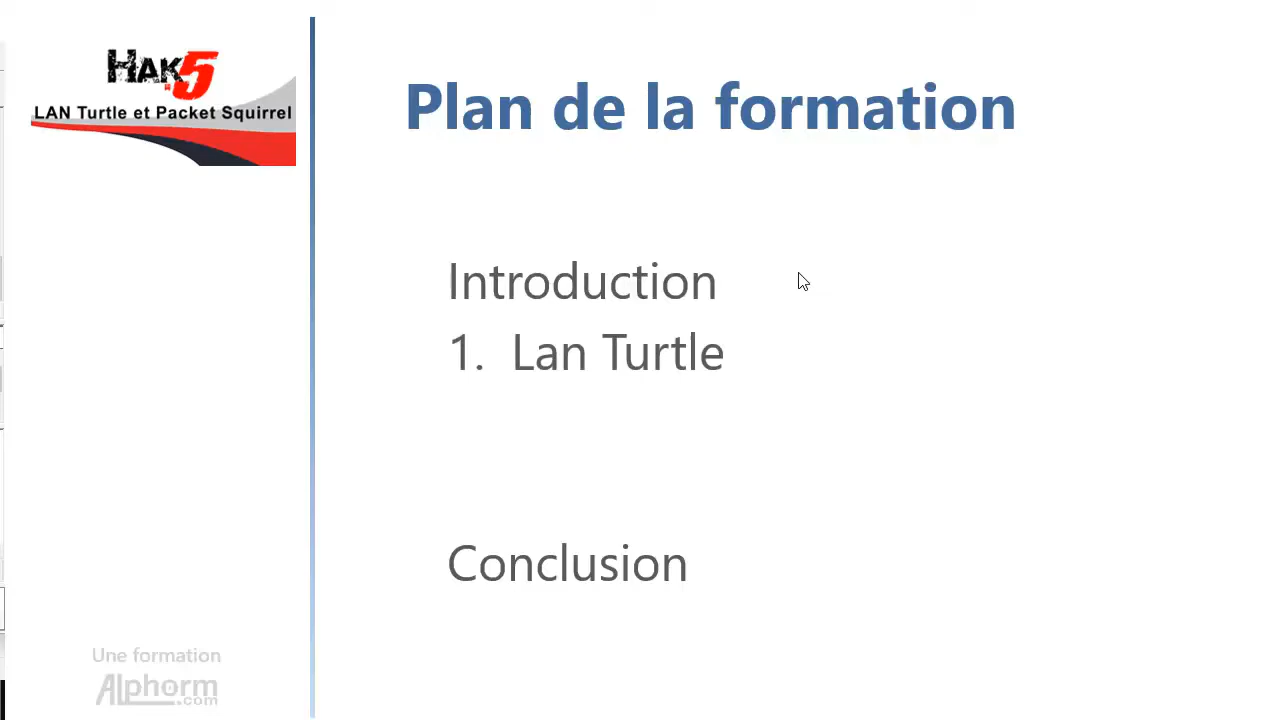 HAK5
LAN Turtle et Packet Squirrel
Plan de la formation
Introduction
1. Lan Turtle
Conclusion
Une formation
Alphorm
.com